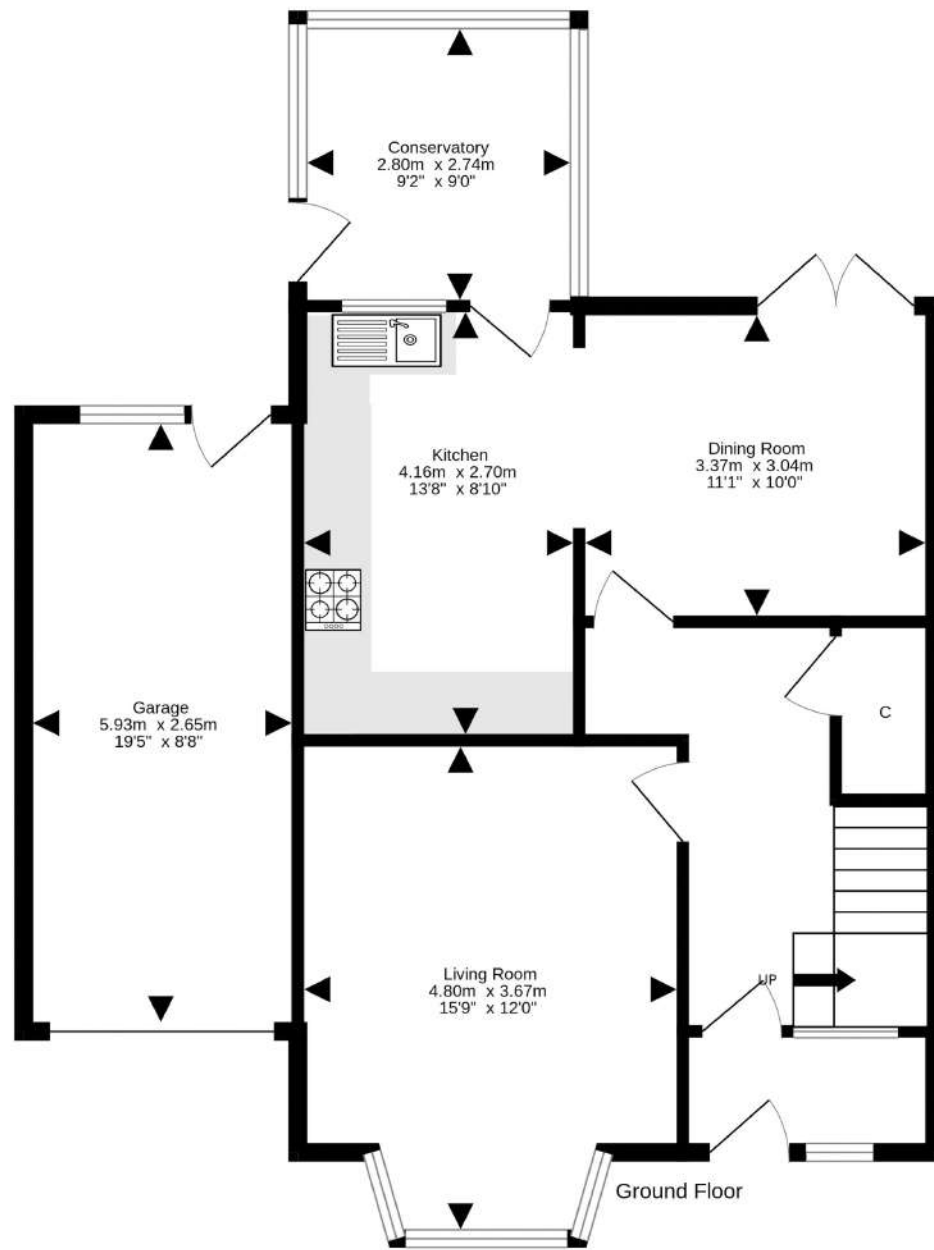 Conservatory
2.80m x 2.74m
9'2" x 9'0"
Kitchen
4.16m x 2.70m
13'8" x 8'10"
Dining Room
3.37m x 3.04m
11'1" x 10'0"
Garage
5.93m x 2.65m
19'5" x 8'8"
C
Living Room
4.80m x 3.67m
15'9" x 12'0"
UP
Ground Floor